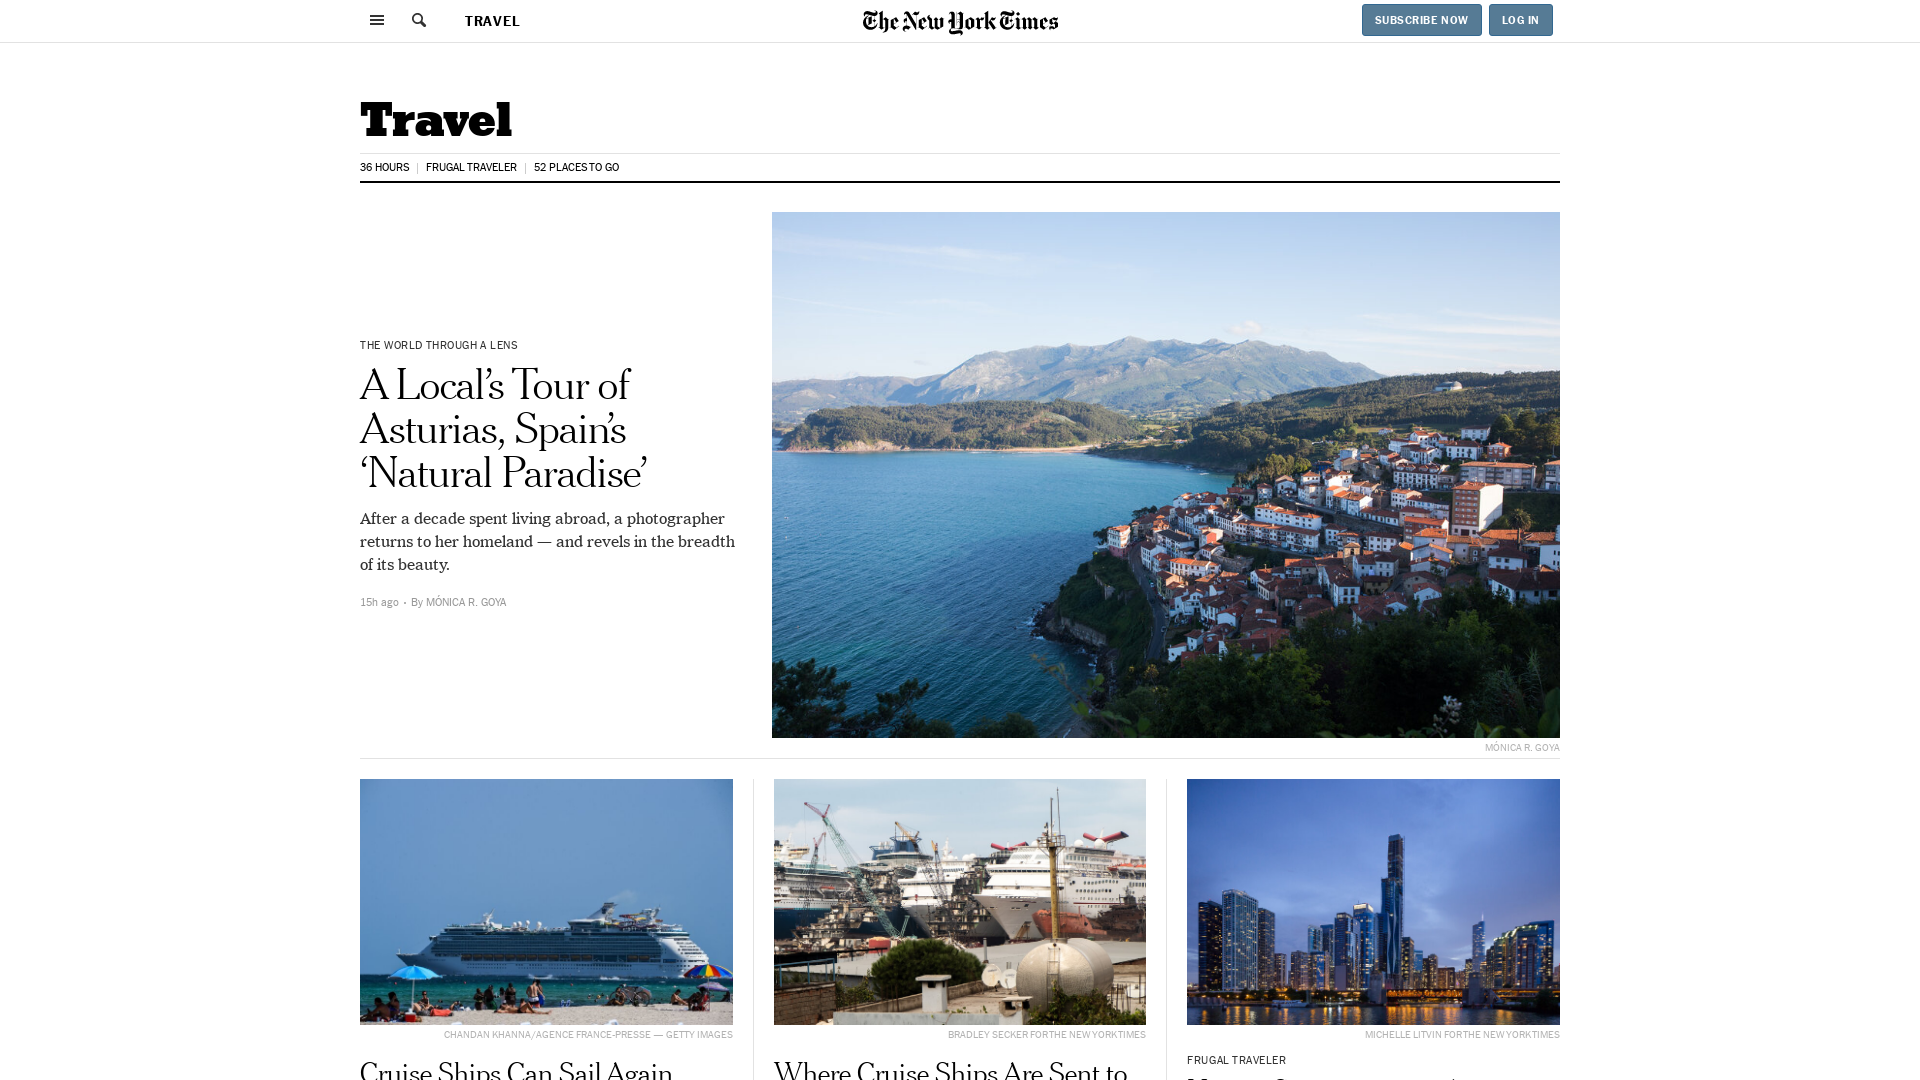 TRAVEL
The New York Times
SUBSCRIBE NOW
LOG IN
Travel
36 HOURS
FRUGAL TRAVELER
52 PLACES TO GO
THE WORLD THROUGH A LENS
A Local’s Tour of
Asturias, Spain’s
‘Natural Paradise’
After a decade spent living abroad, a photographer
returns to her homeland — and revels in the breadth
of its beauty.
15h ago · By MÓNICA R. GOYA
MÓNICA R. GOYA
CHANDAN KHANNA/AGENCE FRANCE-PRESSE — GETTY IMAGES
Cruise Ships Can Sail Again
BRADLEY SECKER FOR THE NEW YORK TIMES
Where Cruise Ships Are Sent to
MICHELLE LITVIN FOR THE NEW YORK TIMES
FRUGAL TRAVELER